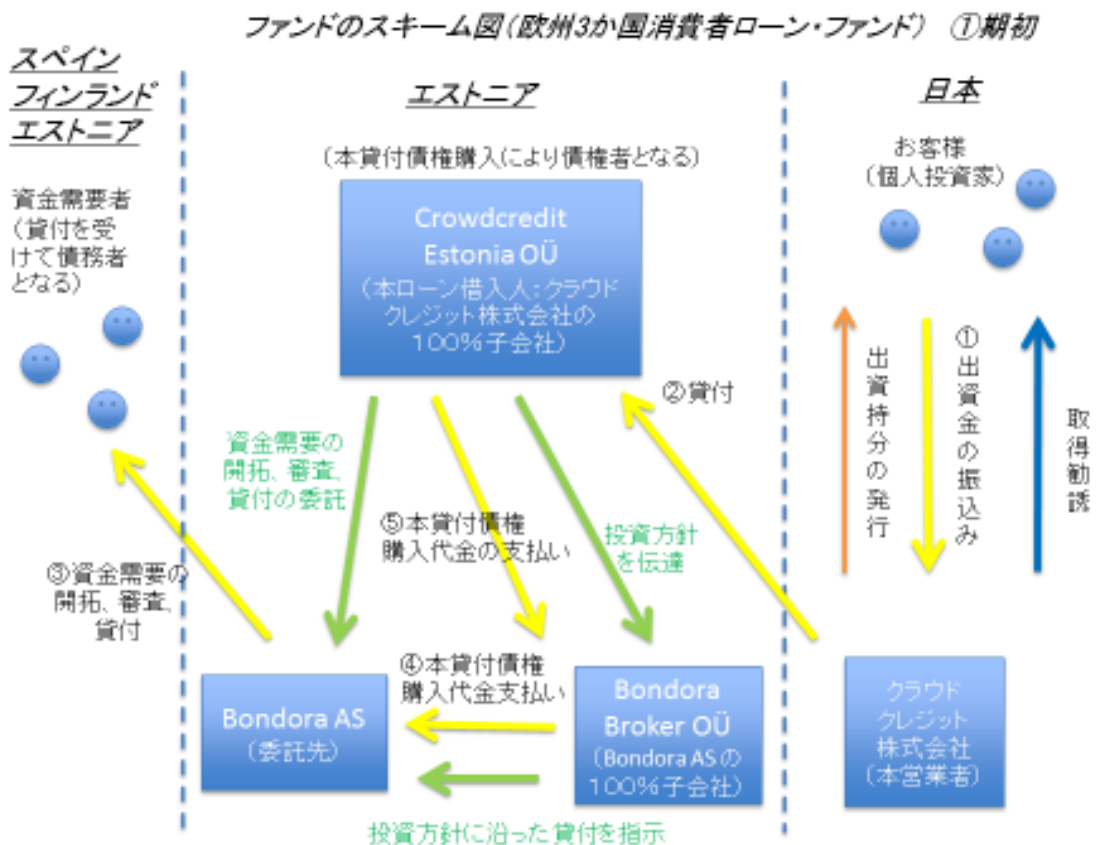 ファンドのスキーム図(欧州3か国消費者ローン・ファンド) ①期初
スペイン
フィンランド
エストニア
エストニア
日本
資金需要者
(貸付を受
けて債務者
となる)
(本貸付債権購入により債権者となる)
Crowdcredit
Estonia OÜ
(本ローン借入人:クラウド
クレジット株式会社の
100%子会社)
お客様
(個人投資家)
②貸付
資金需要の
開拓、審査、
貸付の委託
⑤本貸付債権
購入代金の支払い
投資方針
を伝達
出資持分の発行
①出資金の振込み
取得勧誘
③資金需要の
開拓、審査、
貸付
④本貸付債権
購入代金支払い
Bondora AS
(委託先)
Bondora
Broker OÜ
(Bondora ASの
100%子会社)
クラウド
クレジット
株式会社
(本営業者)
投資方針に沿った貸付を指示